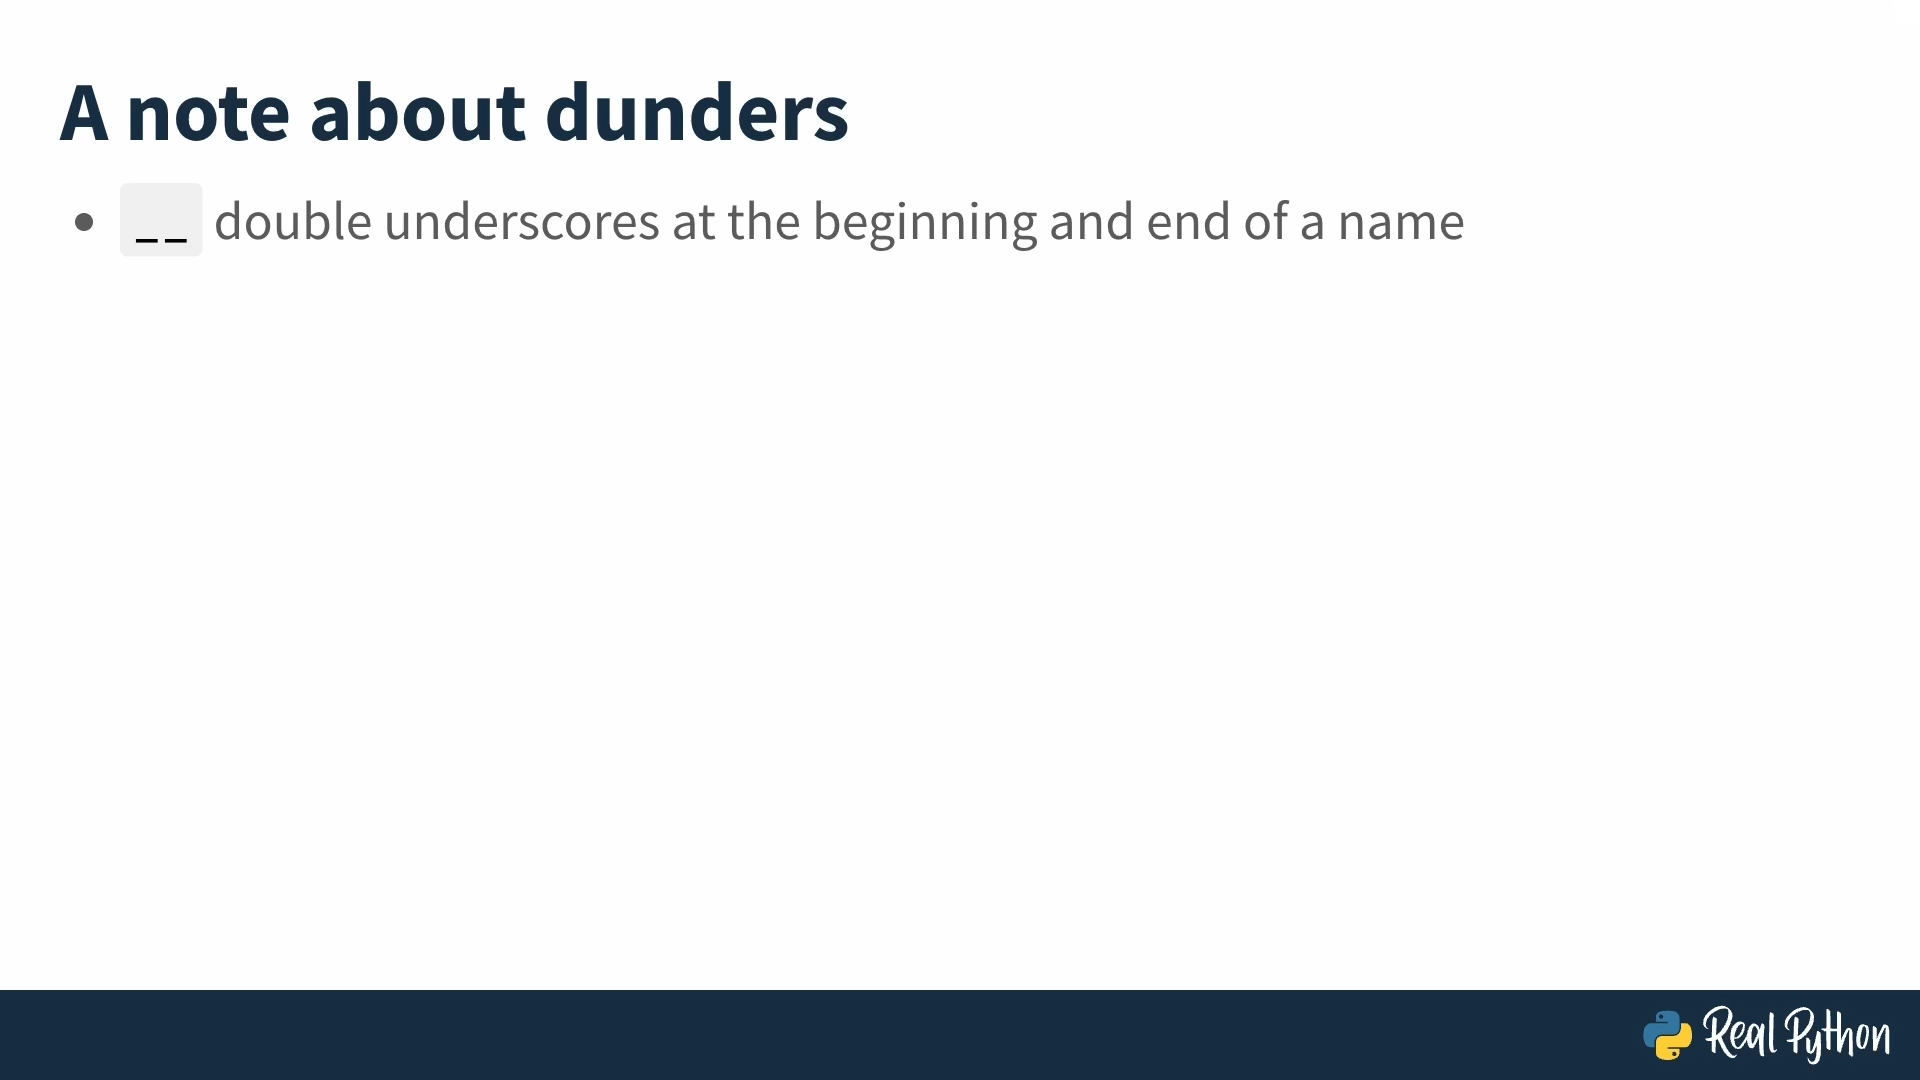 A note about dunders
• __ double underscores at the beginning and end of a name
Real Python